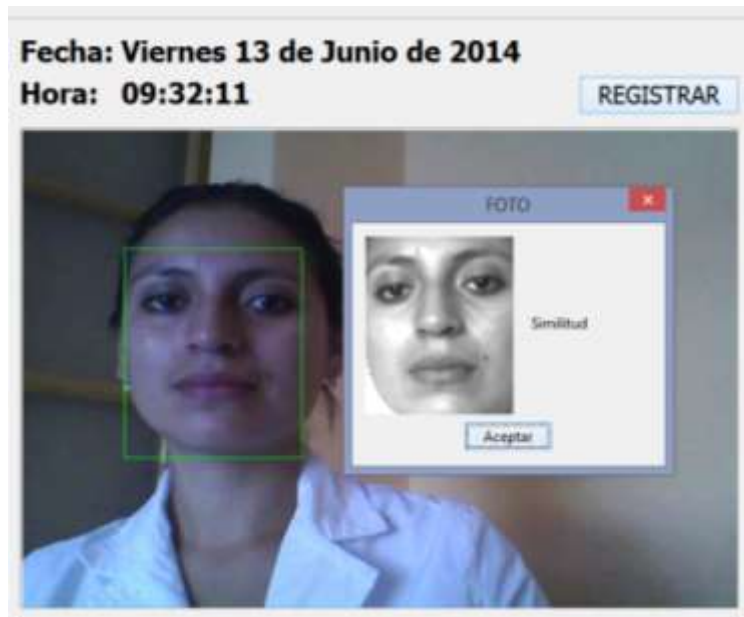 Fecha: Viernes 13 de Junio de 2014
Hora: 09:32:11
REGISTRAR
FOTO
Similitud
Aceptar